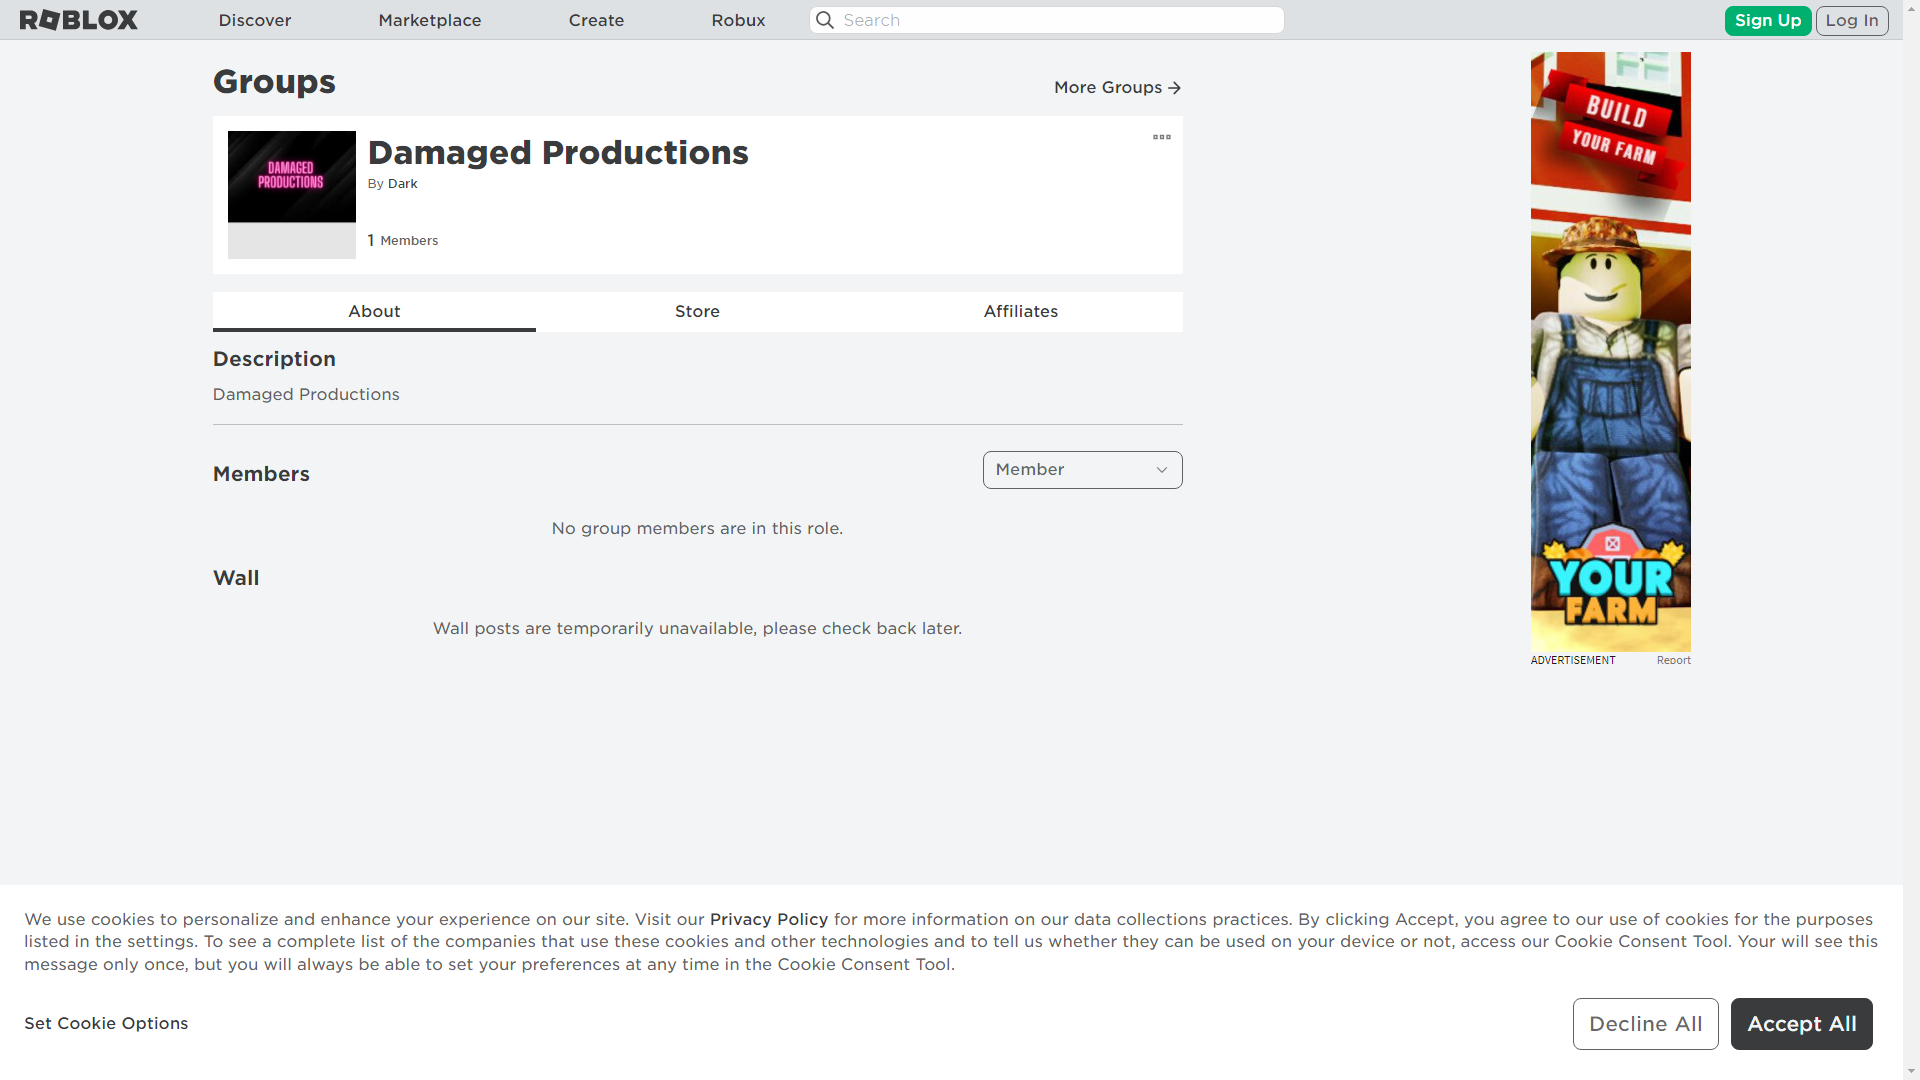 ROBLOX
Discover
Marketplace
Create
Robux
Search
Sign Up
Log In
Groups
More Groups
DAMAGED
PRODUCTIONS
Damaged Productions
By Dark
1 Members
About
Store
Affiliates
Description
Damaged Productions
Members
Member
No group members are in this role.
Wall
Wall posts are temporarily unavailable, please check back later.
BUILD
YOUR FARM
YOUR
FARM
ADVERTISEMENT
Report
We use cookies to personalize and enhance your experience on our site. Visit our Privacy Policy for more information on our data collections practices. By clicking Accept, you agree to our use of cookies for the purposes
listed in the settings. To see a complete list of the companies that use these cookies and other technologies and to tell us whether they can be used on your device or not, access our Cookie Consent Tool. Your will see this
message only once, but you will always be able to set your preferences at any time in the Cookie Consent Tool.
Set Cookie Options
Decline All
Accept All